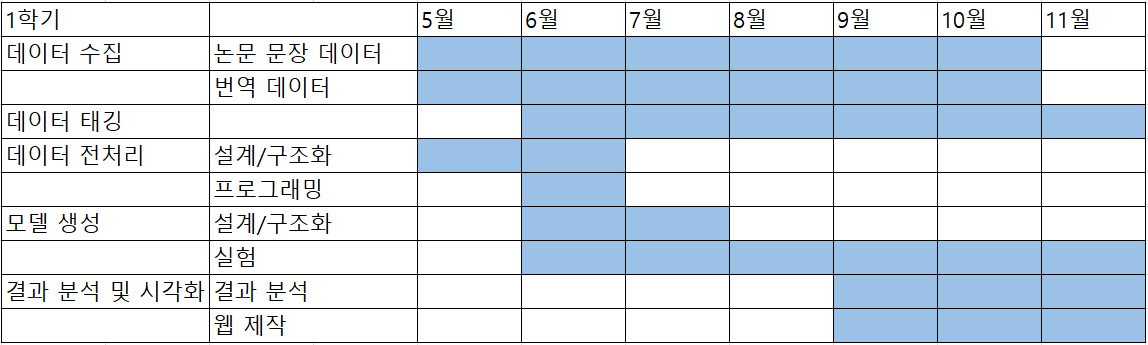 1학기 5월 6월 7월 8월 9월 10월 11월
데이터 수집 논문 문장 데이터
번역 데이터
데이터 태깅
데이터 전처리 설계/구조화
프로그래밍
모델 생성 설계/구조화
실험
결과 분석 및 시각화 결과 분석
웹 제작